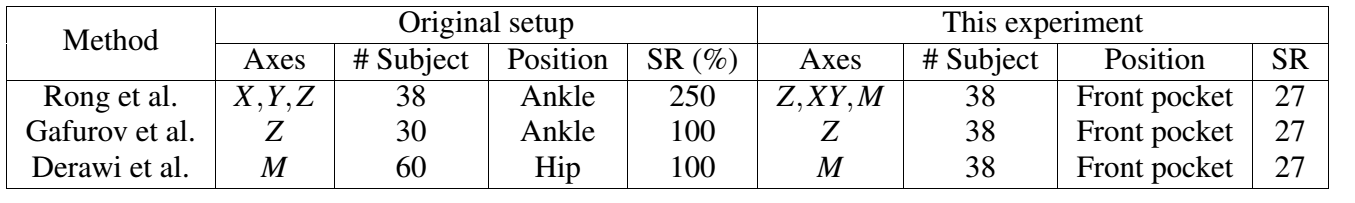 Method Original setup This experiment
Axes # Subject Position SR (%) Axes # Subject Position SR
Rong et al. X,Y,Z 38 Ankle 250 Z,XY,M 38 Front pocket 27
Gafurov et al. Z 30 Ankle 100 Z 38 Front pocket 27
Derawi et al. M 60 Hip 100 M 38 Front pocket 27